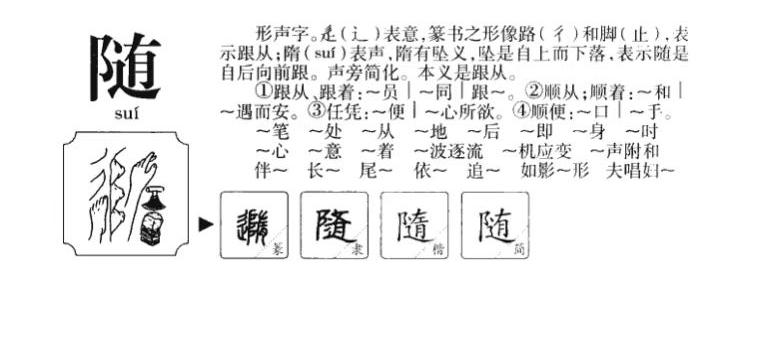 随
suí
形声字。辵(辶)表意,篆书之形像路(彳)和脚(止),表
示跟从;隋(suí)表声,隋有坠义,坠是自上而下落,表示随是
自后向前跟。声旁简化。本义是跟从。
①跟从、跟着:~员|~同|跟~。②顺从;顺着:~和|
~遇而安。③任凭:~便|~心所欲。④顺便:~口|~手。
~笔 ~处 ~从 ~地 ~后 ~即 ~身 ~时
~心 ~意 ~着 ~波逐流 ~机应变 ~声附和
伴~ 长~ 尾~ 依~ 追~ 如影~形 夫唱妇~
篆 隨 隶 隨 楷 随 简